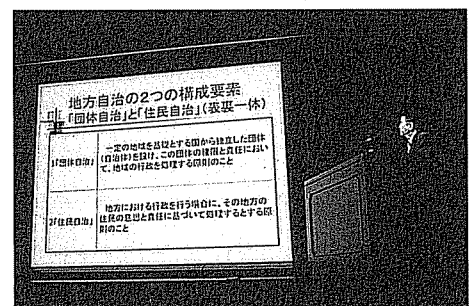 地方自治の2つの構成要素
「団体自治」と「住民自治」(表裏一体)
1「団体自治」
一定の地域を基礎とする国から独立した団体
(自治体)を設け、この団体の権限と責任におい
て、地域の行政を処理する原則のこと
2「住民自治」
地方における行政を行う場合に、その地方の
住民の意思と責任に基づいて処理するとする原
則のこと